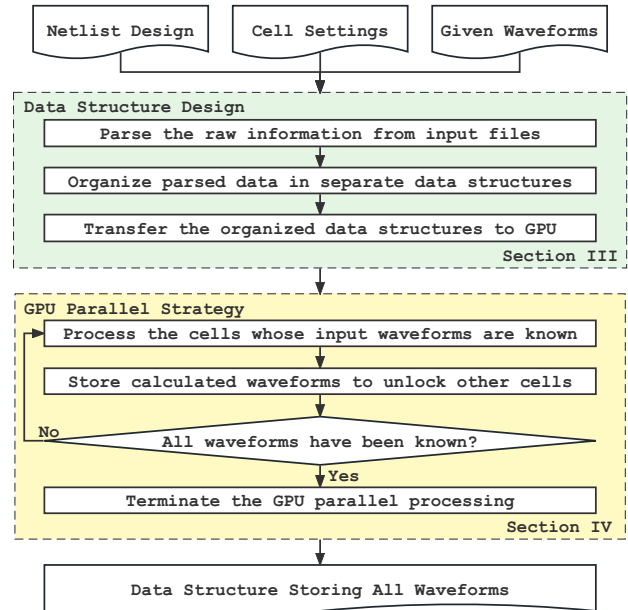 Netlist Design
Cell Settings
Given Waveforms
Data Structure Design
Parse the raw information from input files
Organize parsed data in separate data structures
Transfer the organized data structures to GPU
Section III
GPU Parallel Strategy
Process the cells whose input waveforms are known
Store calculated waveforms to unlock other cells
No
All waveforms have been known?
Yes
Terminate the GPU parallel processing
Section IV
Data Structure Storing All Waveforms